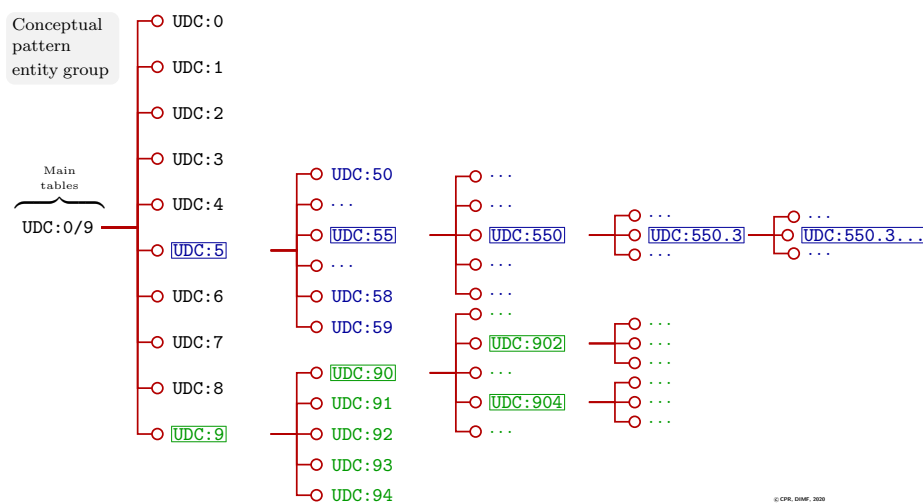 Conceptual
pattern
entity group
Main
tables
UDC:0/9
UDC:0
UDC:1
UDC:2
UDC:3
UDC:4
UDC:5
UDC:6
UDC:7
UDC:8
UDC:9
UDC:50
...
UDC:55
...
UDC:58
UDC:59
UDC:90
UDC:91
UDC:92
UDC:93
UDC:94
...
...
UDC:550
...
...
...
UDC:902
...
UDC:904
...
...
UDC:550.3
...
...
...
...
...
...
...
...
UDC:550.3...
...
© CPR, DIMF, 2020